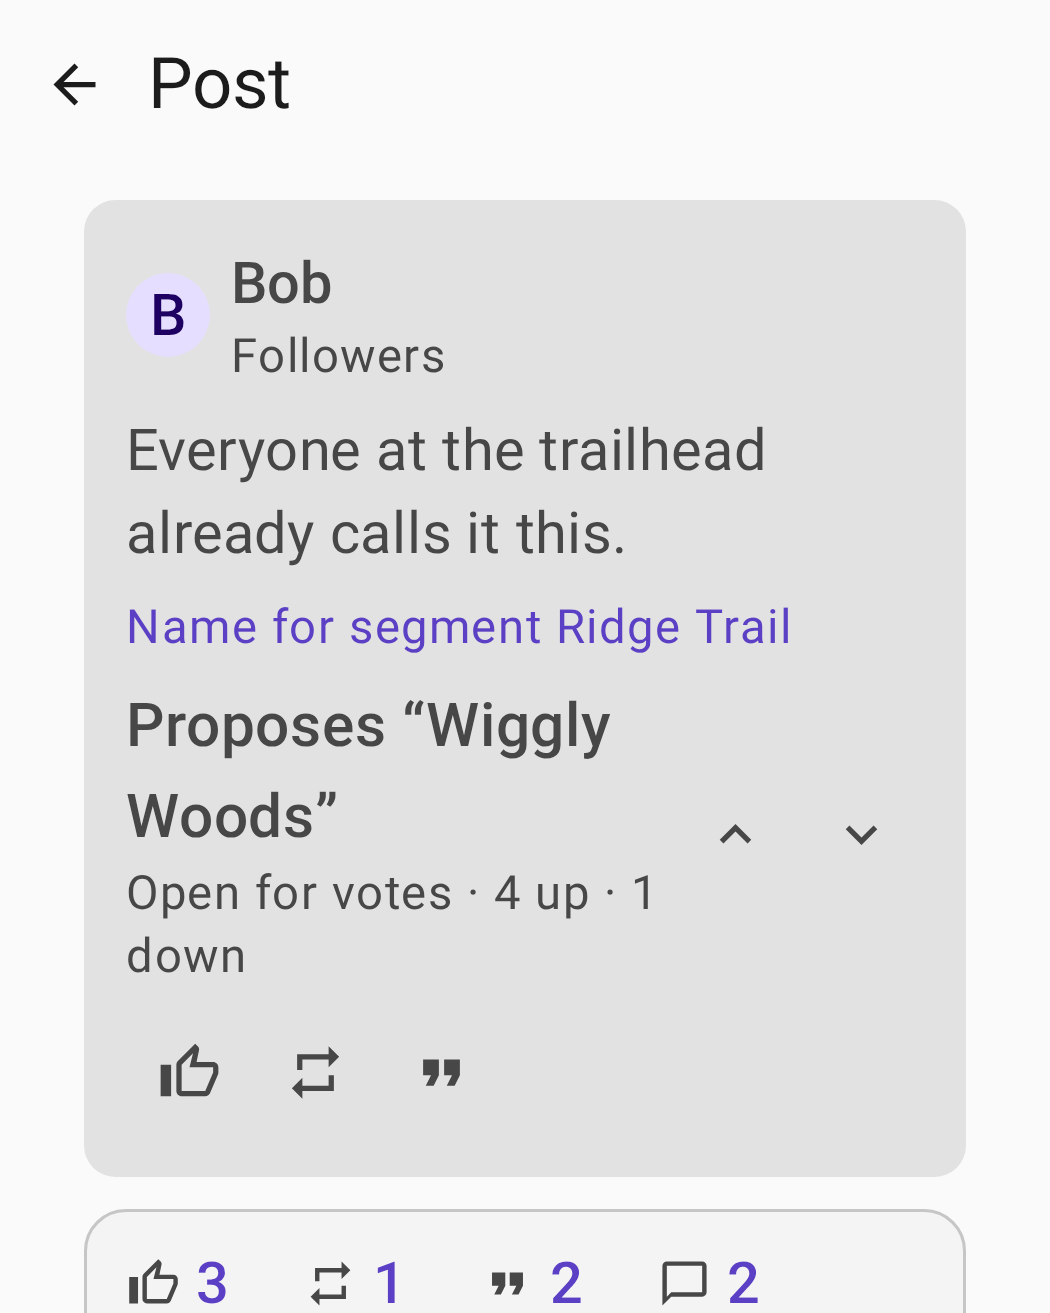 Post
B
Bob
Followers
Everyone at the trailhead
already calls it this.
Name for segment Ridge Trail
Proposes “Wiggly
Woods”
Open for votes · 4 up · 1
down
3 1 2 2